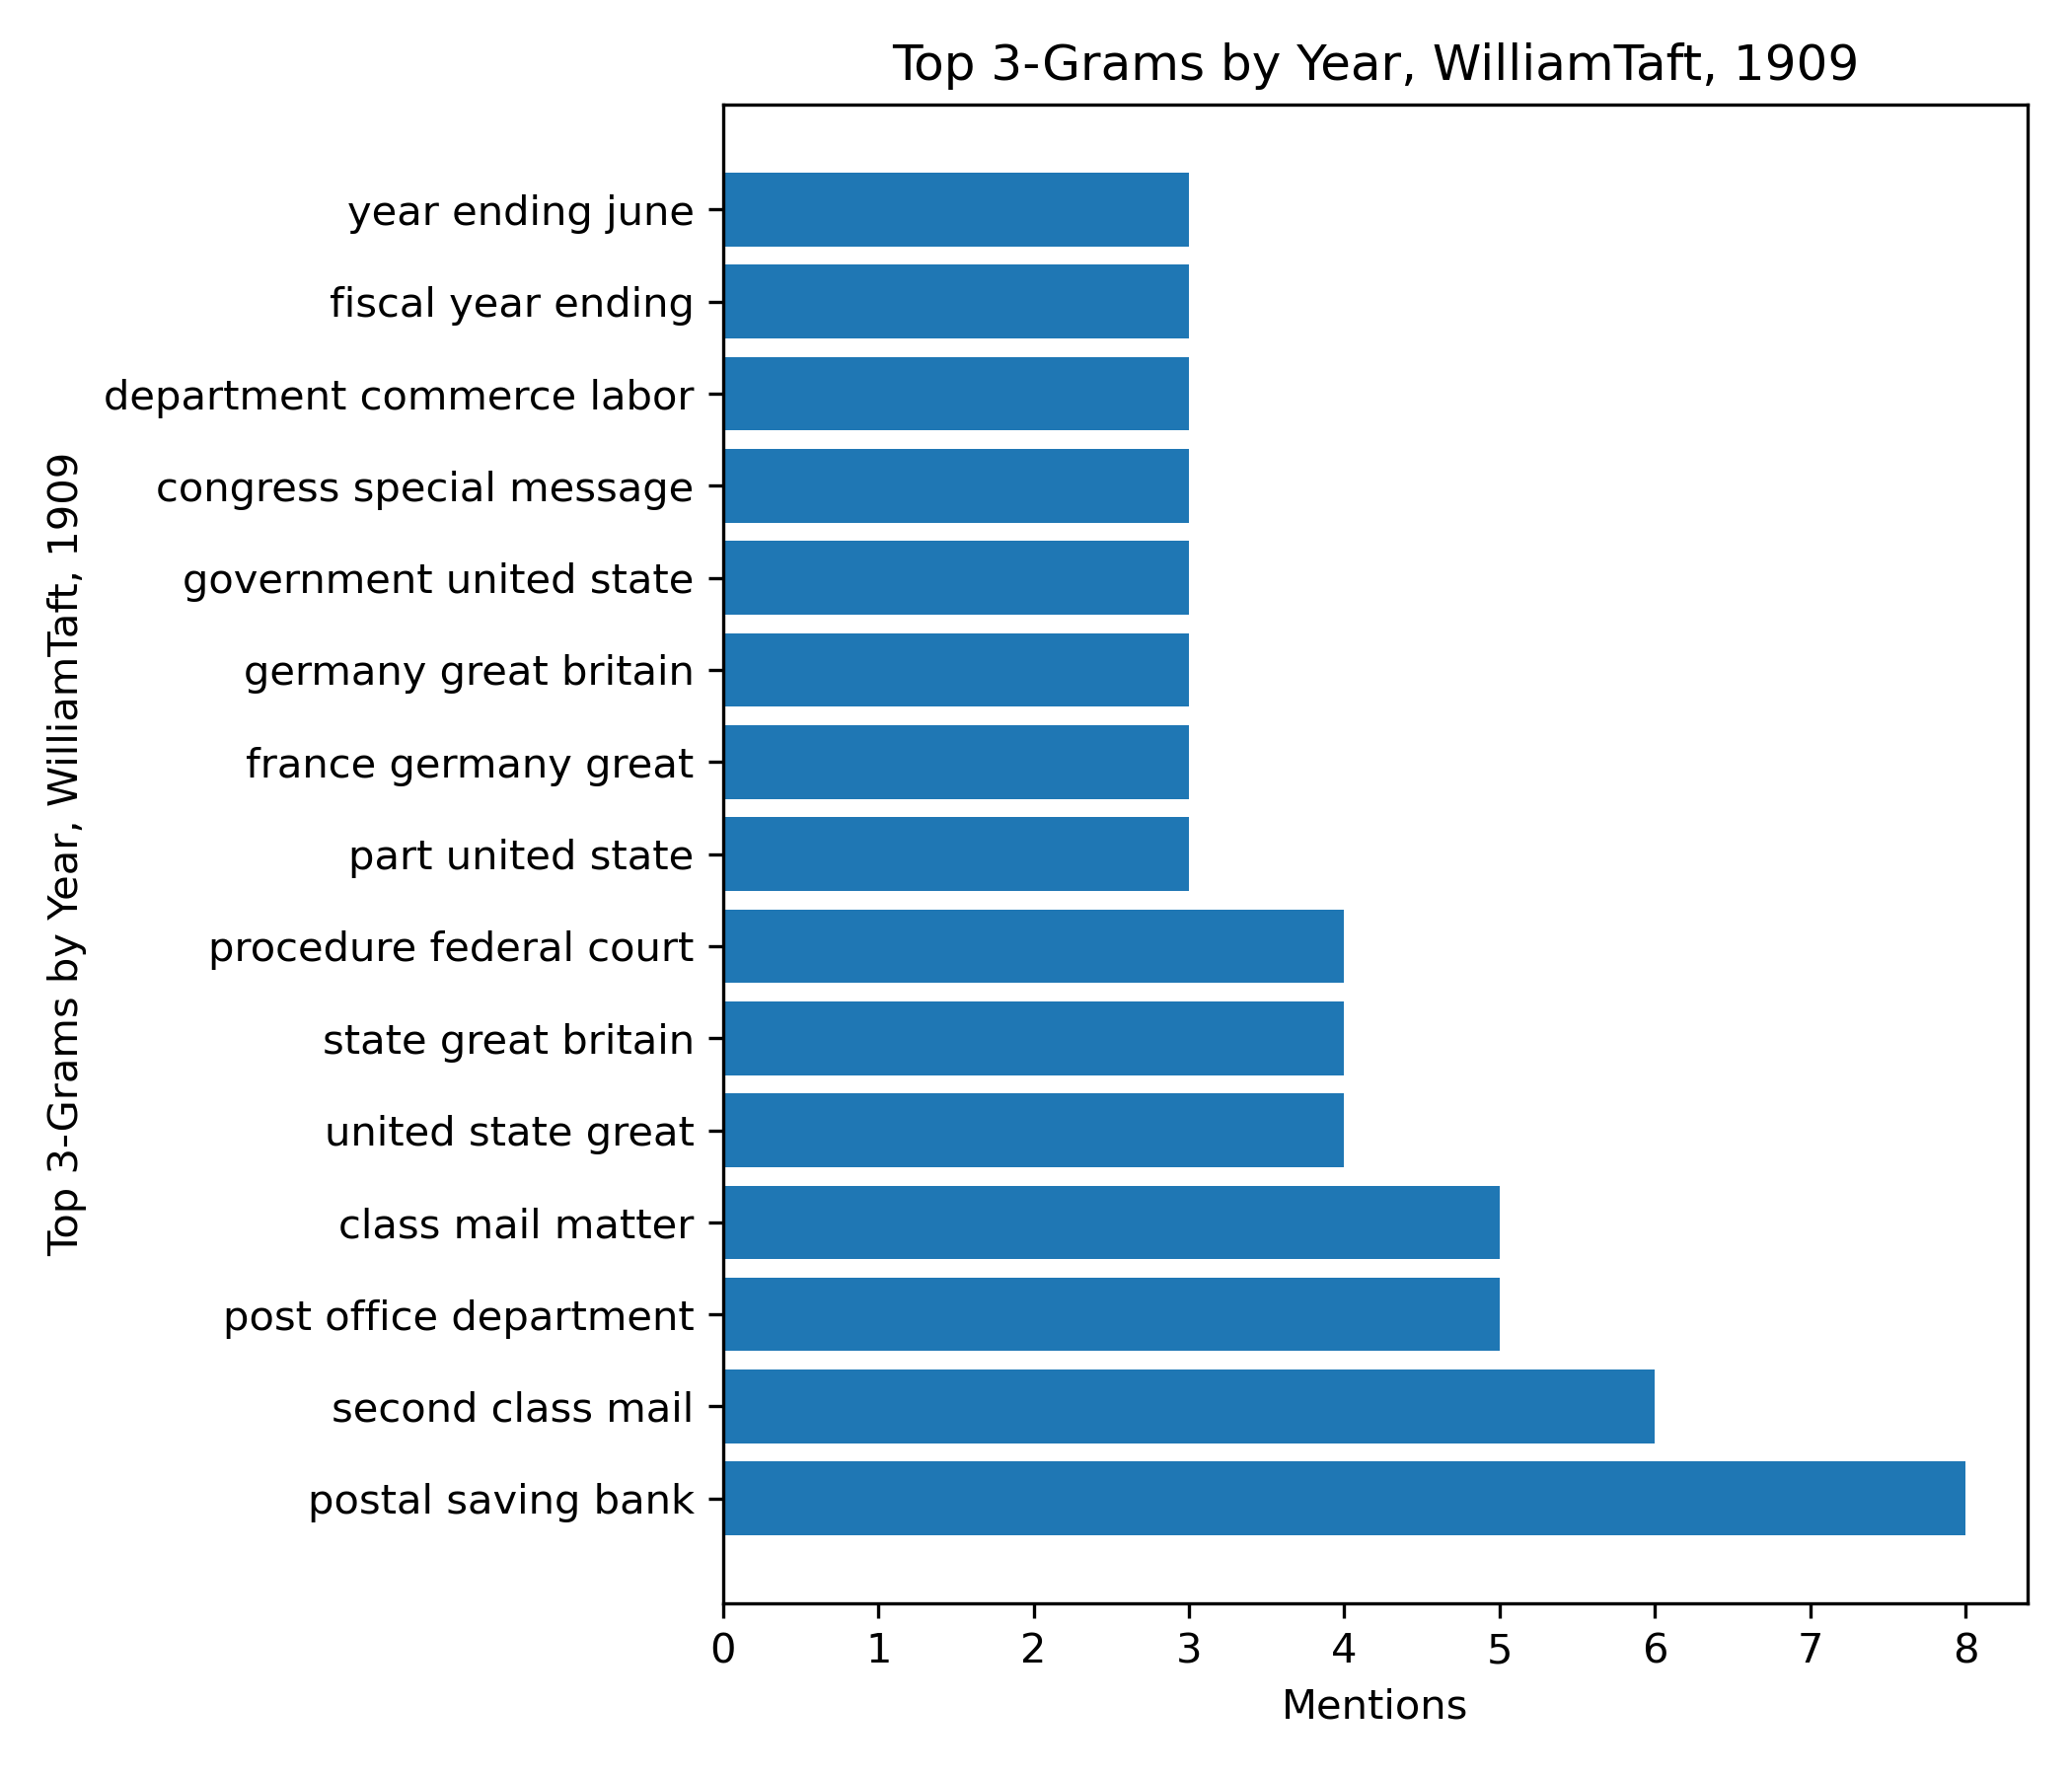 Top 3-Grams by Year, WilliamTaft, 1909
Top 3-Grams by Year, WilliamTaft, 1909
year ending june
fiscal year ending
department commerce labor
congress special message
government united state
germany great britain
france germany great
part united state
procedure federal court
state great britain
united state great
class mail matter
post office department
second class mail
postal saving bank
0 1 2 3 4 5 6 7 8
Mentions